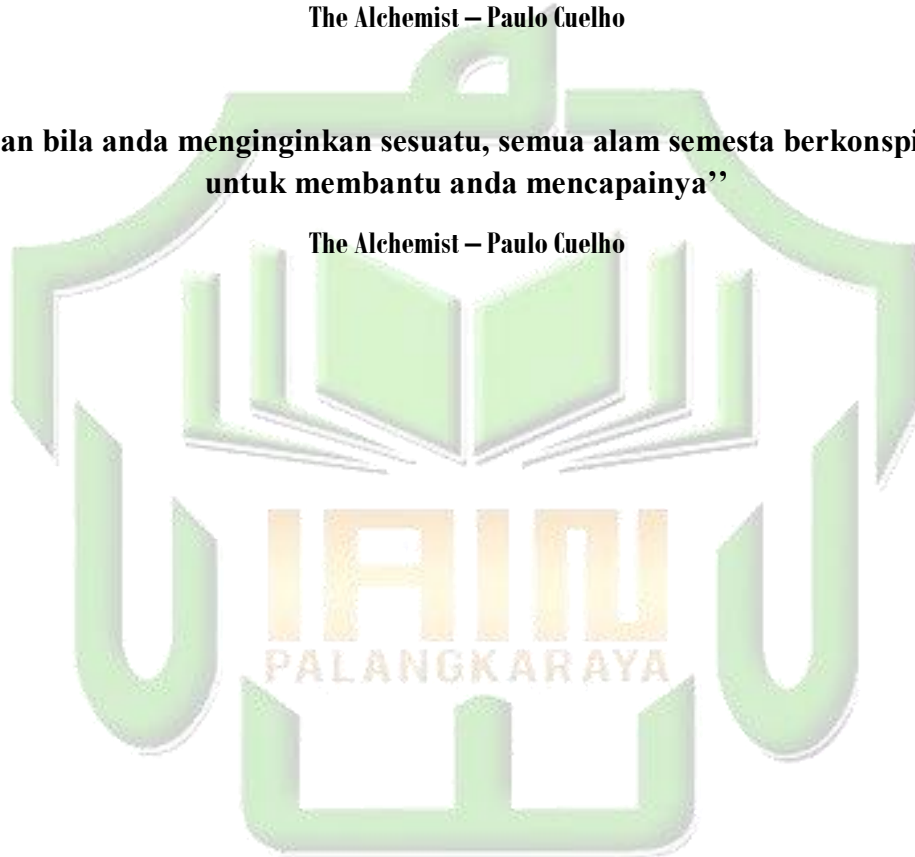 The Alchemist – Paulo Cuelho
an bila anda menginginkan sesuatu, semua alam semesta berkonspi
untuk membantu anda mencapainya’’
The Alchemist – Paulo Cuelho
IAIN
PALANGKARAYA